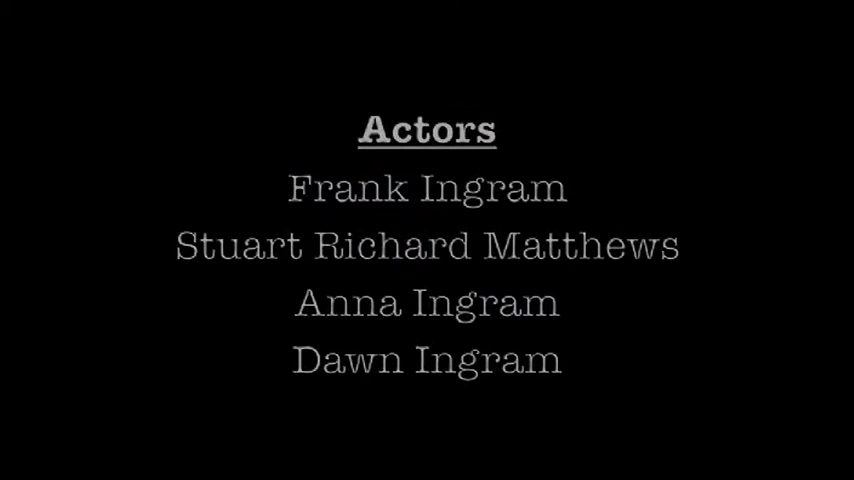 Actors
Frank Ingram
Stuart Richard Matthews
Anna Ingram
Dawn Ingram